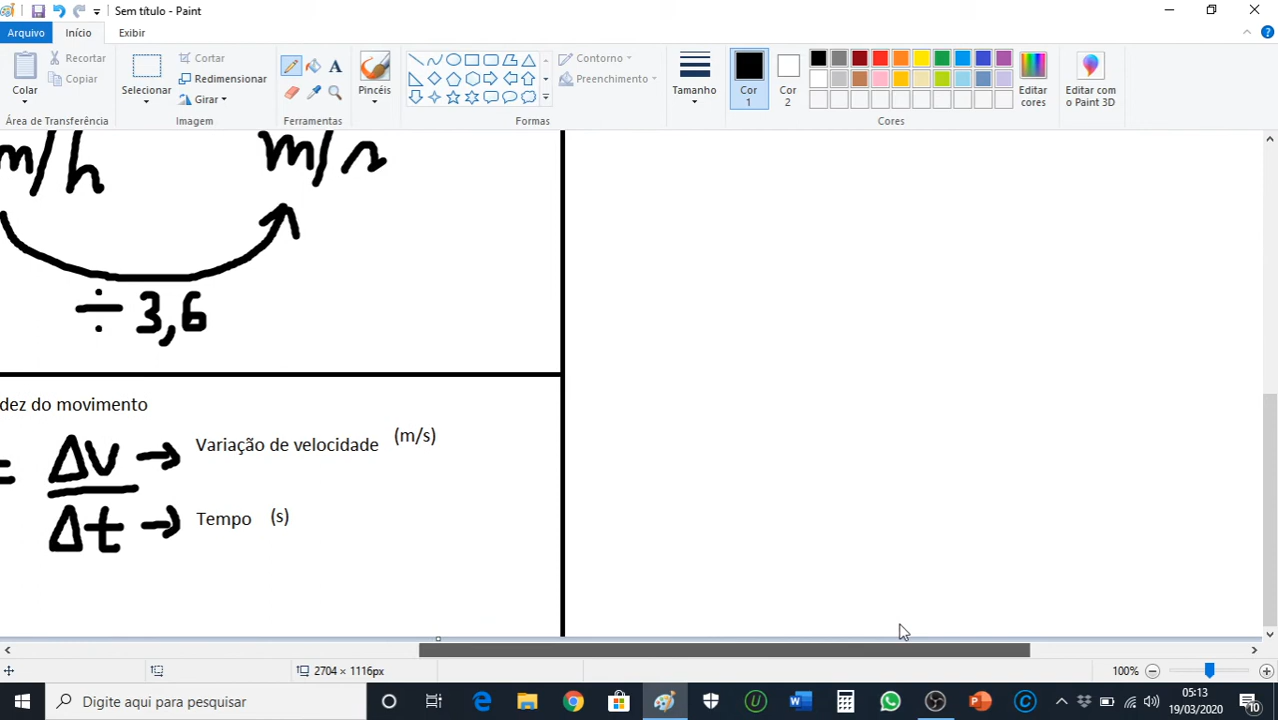 Sem título - Paint
Arquivo Início Exibir
Colar
Recortar
Copiar
Área de Transferência
Selecionar
Cortar
Redimensionar
Girar
Imagem
A
Ferramentas
Pincéis
Contorno
Preenchimento
Formas
Tamanho
Cor 1
Cor 2
Editar cores
Cores
Editar com o Paint 3D
m/h m/s
÷ 3,6
dez do movimento
= ΔV → Variação de velocidade (m/s)
Δt → Tempo (s)
2704 × 1116px
100%
Digite aqui para pesquisar
05:13
19/03/2020
10